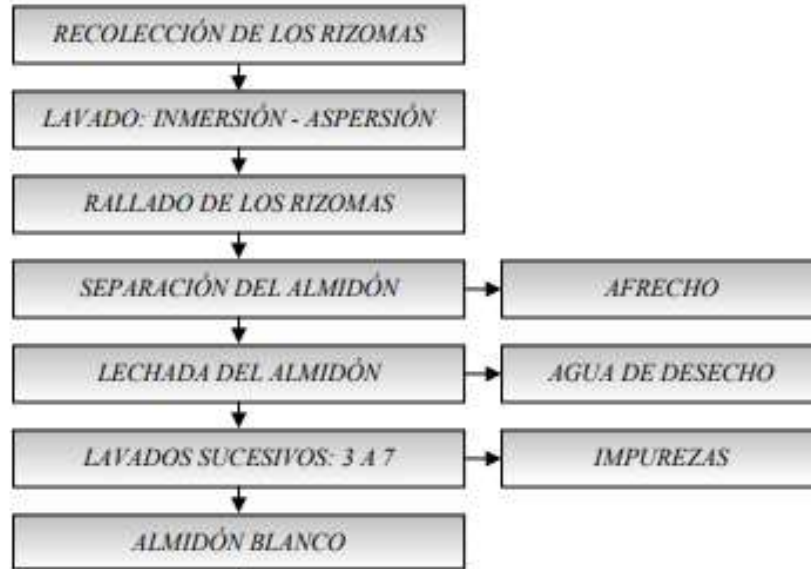 RECOLECCIÓN DE LOS RIZOMAS
LAVADO: INMERSIÓN - ASPERSIÓN
RALLADO DE LOS RIZOMAS
SEPARACIÓN DEL ALMIDÓN
AFRECHO
LECHADA DEL ALMIDÓN
AGUA DE DESECHO
LAVADOS SUCESIVOS: 3 A 7
IMPUREZAS
ALMIDÓN BLANCO